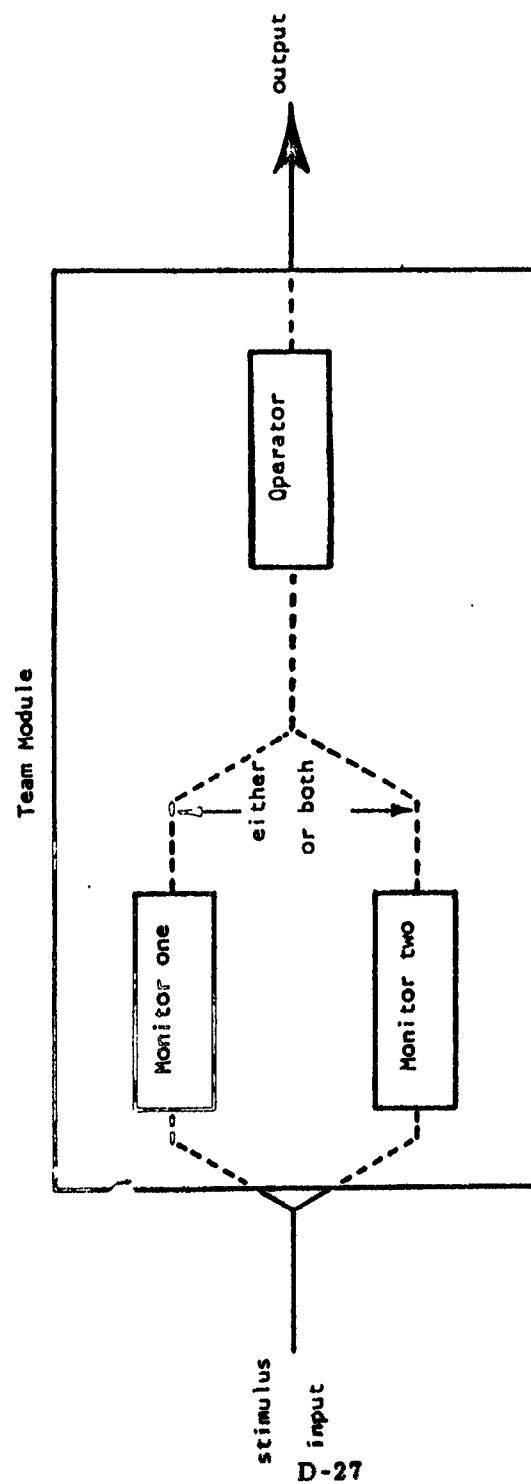 Team Module
stimulus
input
Monitor one
Monitor two
either
or both
Operator
output
D-27